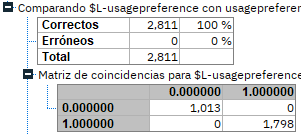 Comparando $L-usagepreference con usageprefere
Correctos 2,811 100 %
Erróneos 0 0 %
Total 2,811
Matriz de coincidencias para $L-usagepreference
0.000000 1.000000
0.000000 1,013 0
1.000000 0 1,798